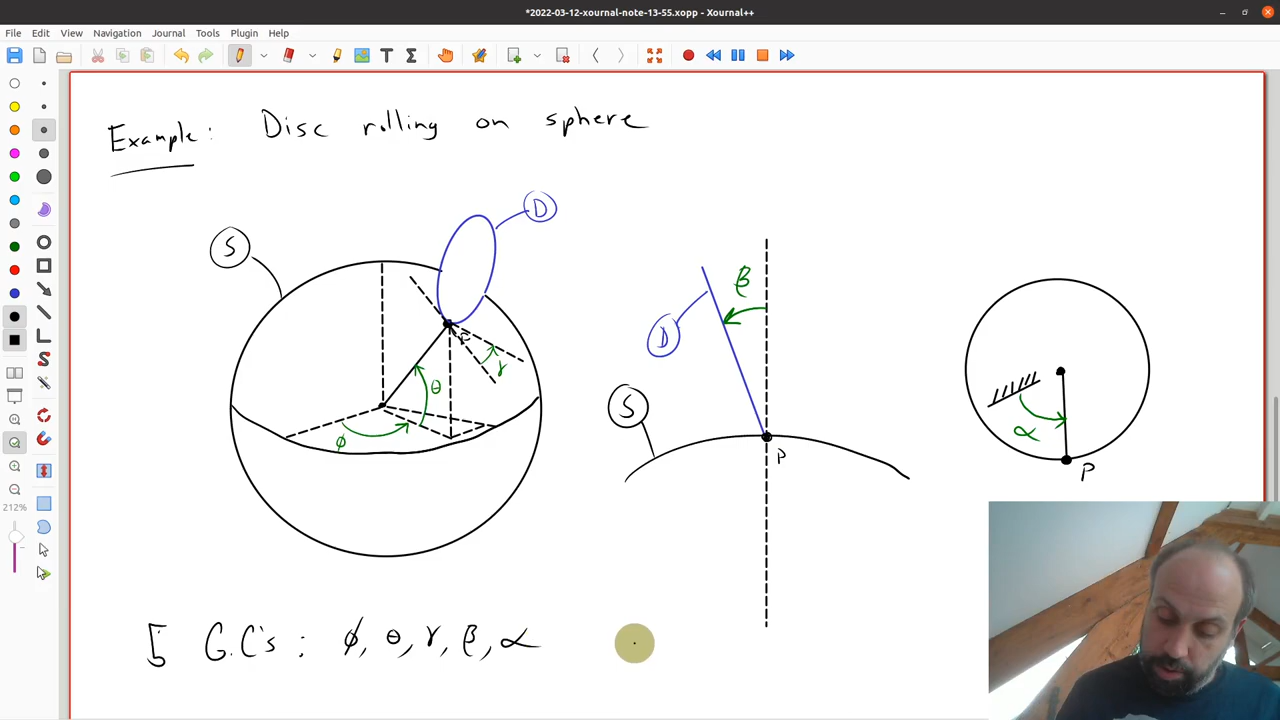 *2022-03-12-xournal-note-13-55.xopp - Xournal++
File Edit View Navigation Journal Tools Plugin Help
Example: Disc rolling on sphere
D
S
P
θ
γ
ϕ
β
D
S
P
α
P
212%
5 G.C's : ϕ, θ, γ, β, α